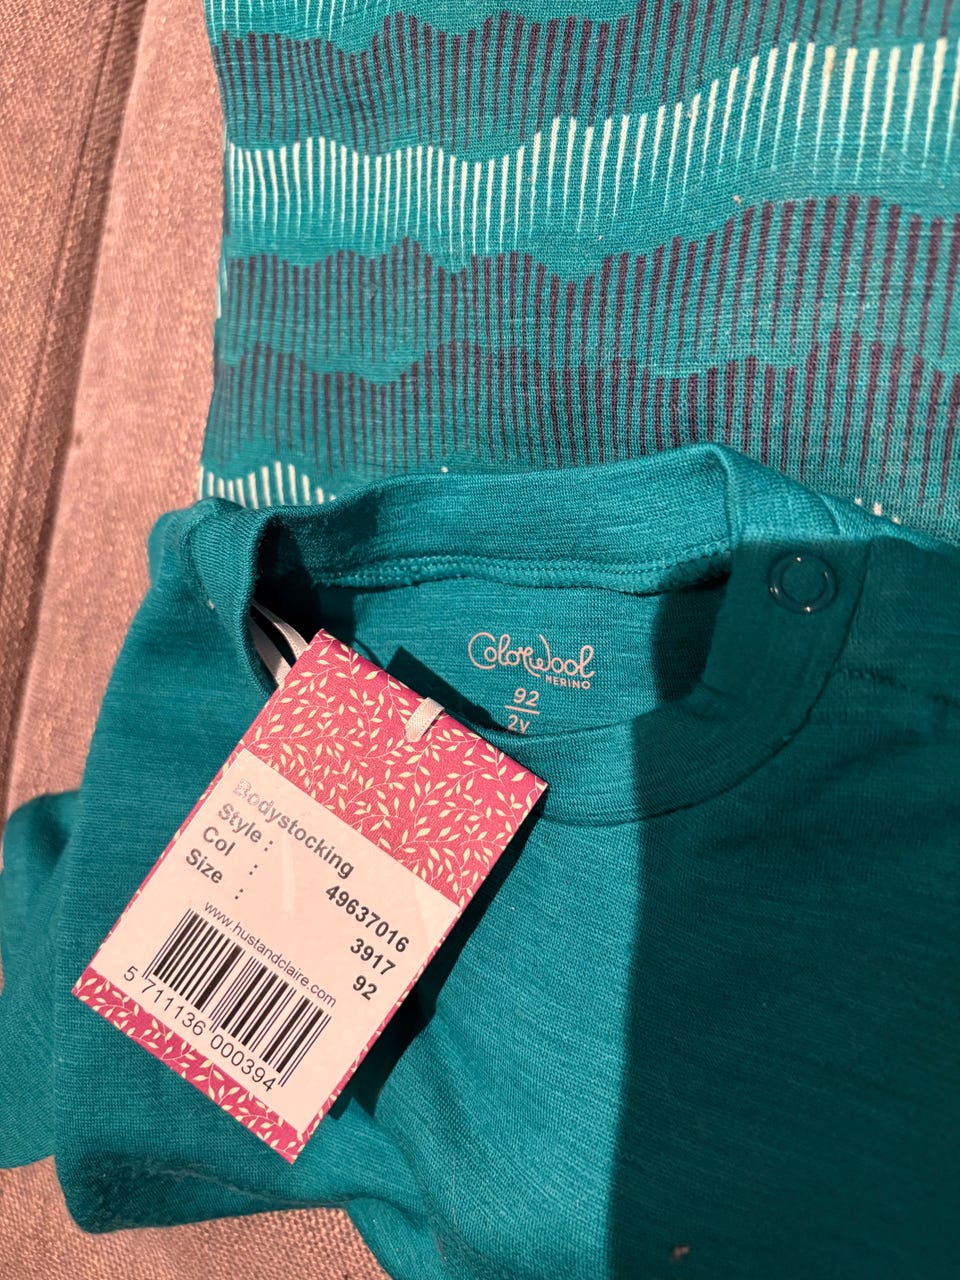 ColorWool
MERINO
92
2Y
Bodystocking
Style : 49637016
Col : 3917
Size : 92
www.hustandclaire.com
5 711136 000394